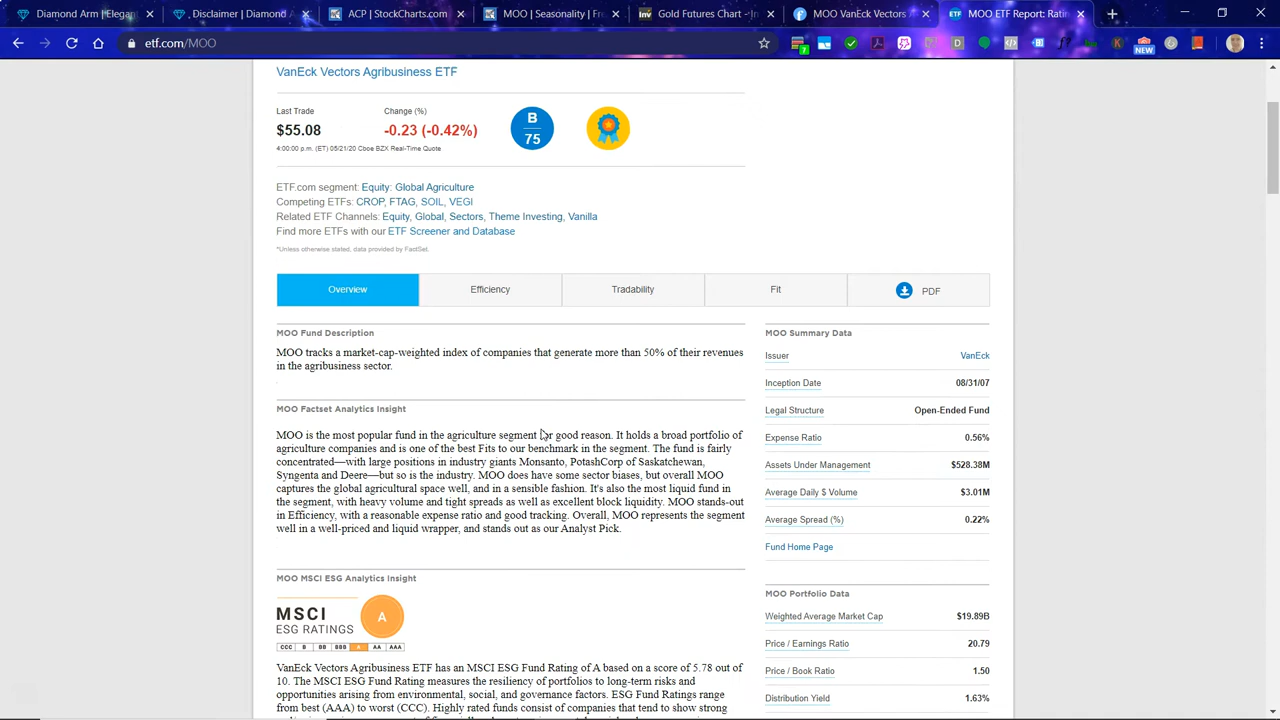 Diamond Arm |Elegan
Disclaimer | Diamond
ACP | StockCharts.com
MOO | Seasonality | Fr
Gold Futures Chart - In
MOO VanEck Vectors
MOO ETF Report: Ratin
etf.com/MOO
7
NEW
VanEck Vectors Agribusiness ETF
Last Trade
Change (%)
$55.08
-0.23 (-0.42%)
B
75
4:00:00 p.m. (ET) 05/21/20 Cboe BZX Real-Time Quote
ETF.com segment: Equity: Global Agriculture
Competing ETFs: CROP, FTAG, SOIL, VEGI
Related ETF Channels: Equity, Global, Sectors, Theme Investing, Vanilla
Find more ETFs with our ETF Screener and Database
*Unless otherwise stated, data provided by FactSet.
Overview
Efficiency
Tradability
Fit
PDF
MOO Fund Description
MOO tracks a market-cap-weighted index of companies that generate more than 50% of their revenues
in the agribusiness sector.
MOO Factset Analytics Insight
MOO is the most popular fund in the agriculture segment for good reason. It holds a broad portfolio of
agriculture companies and is one of the best Fits to our benchmark in the segment. The fund is fairly
concentrated—with large positions in industry giants Monsanto, PotashCorp of Saskatchewan,
Syngenta and Deere—but so is the industry. MOO does have some sector biases, but overall MOO
captures the global agricultural space well, and in a sensible fashion. It's also the most liquid fund in
the segment, with heavy volume and tight spreads as well as excellent block liquidity. MOO stands-out
in Efficiency, with a reasonable expense ratio and good tracking. Overall, MOO represents the segment
well in a well-priced and liquid wrapper, and stands out as our Analyst Pick.
MOO MSCI ESG Analytics Insight
MSCI
ESG RATINGS
A
CCC B BB BBB A AA AAA
VanEck Vectors Agribusiness ETF has an MSCI ESG Fund Rating of A based on a score of 5.78 out of
10. The MSCI ESG Fund Rating measures the resiliency of portfolios to long-term risks and
opportunities arising from environmental, social, and governance factors. ESG Fund Ratings range
from best (AAA) to worst (CCC). Highly rated funds consist of companies that tend to show strong
MOO Summary Data
Issuer VanEck
Inception Date 08/31/07
Legal Structure Open-Ended Fund
Expense Ratio 0.56%
Assets Under Management $528.38M
Average Daily $ Volume $3.01M
Average Spread (%) 0.22%
Fund Home Page
MOO Portfolio Data
Weighted Average Market Cap $19.89B
Price / Earnings Ratio 20.79
Price / Book Ratio 1.50
Distribution Yield 1.63%